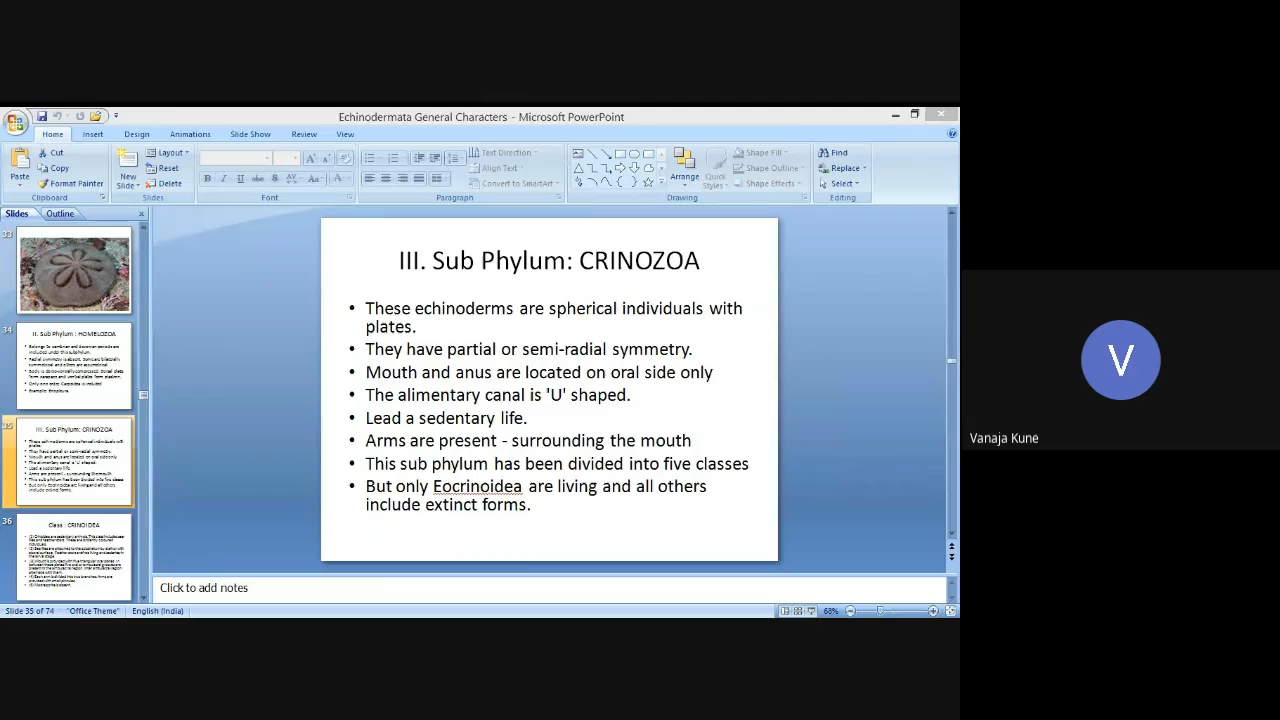 Echinodermata General Characters - Microsoft PowerPoint
Home Insert Design Animations Slide Show Review View
Paste
Cut
Copy
Format Painter
Clipboard
New Slide
Layout
Reset
Delete
Slides
Font
Text Direction
Align Text
Convert to SmartArt
Paragraph
Arrange
Quick Styles
Shape Fill
Shape Outline
Shape Effects
Drawing
Find
Replace
Select
Editing
Slides Outline
33
34
II. Sub Phylum : HOMELOZOA
35
III. Sub Phylum: CRINOZOA
36
Class : CRINOIDEA
III. Sub Phylum: CRINOZOA
• These echinoderms are spherical individuals with
plates.
• They have partial or semi-radial symmetry.
• Mouth and anus are located on oral side only
• The alimentary canal is 'U' shaped.
• Lead a sedentary life.
• Arms are present - surrounding the mouth
• This sub phylum has been divided into five classes
• But only Eocrinoidea are living and all others
include extinct forms.
Click to add notes
Slide 35 of 74 "Office Theme" English (India)
68%
V
Vanaja Kune